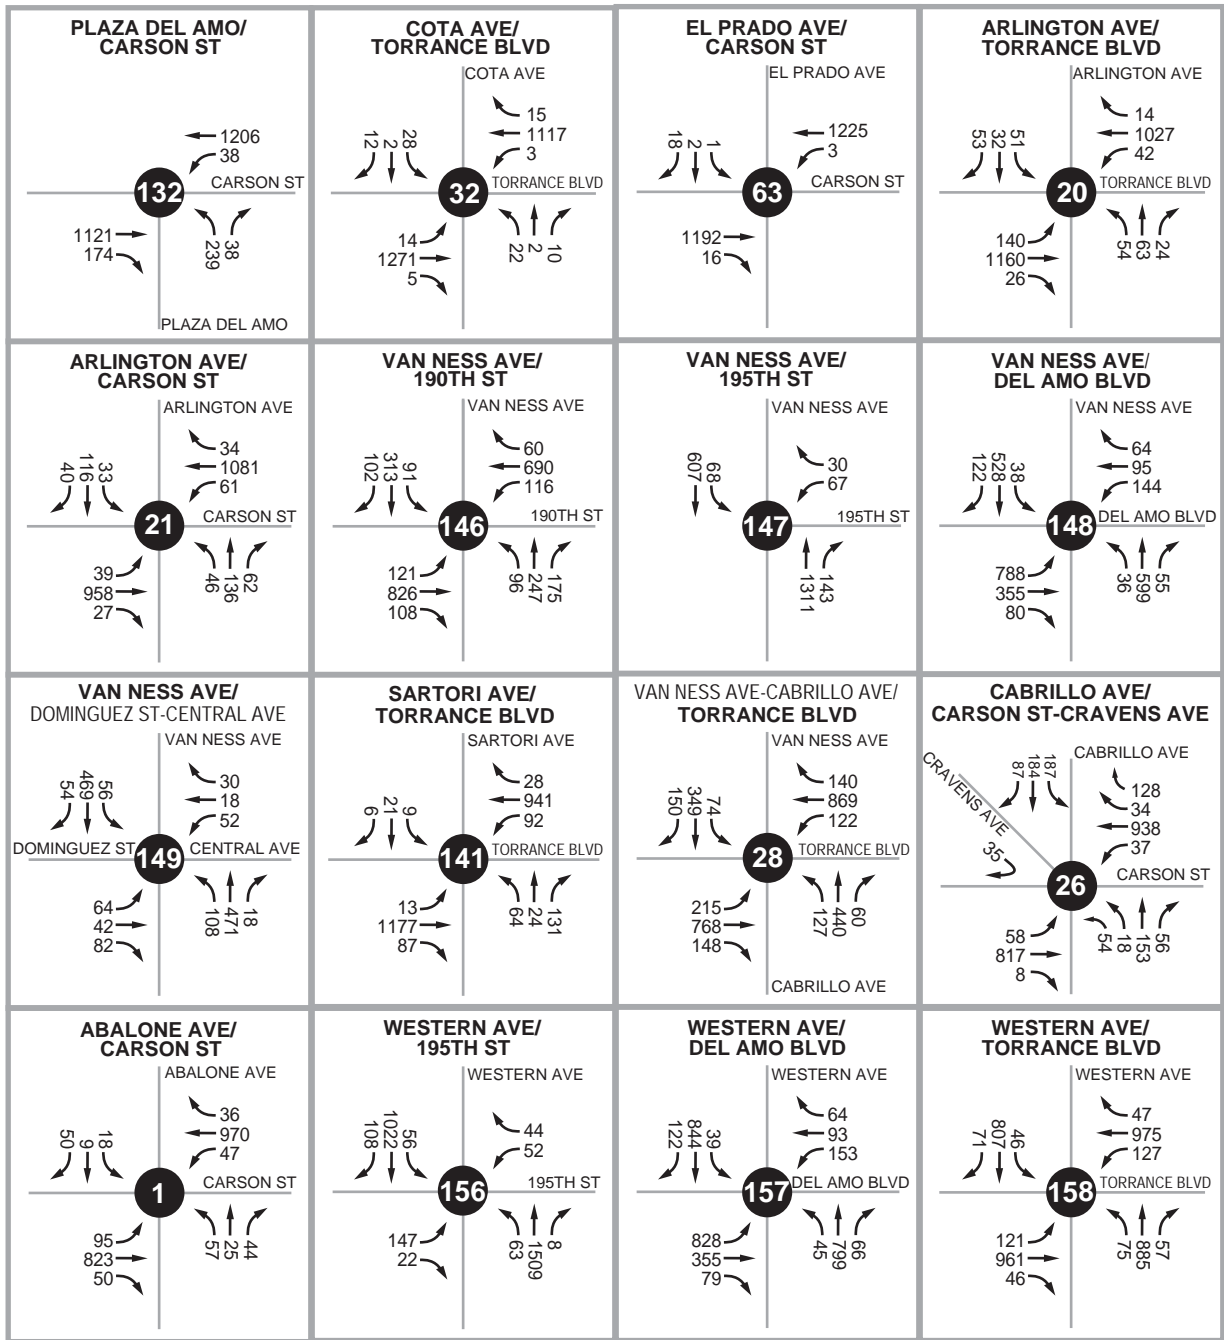 PLAZA DEL AMO/
CARSON ST
1206
38
132
CARSON ST
1121
174
239
38
PLAZA DEL AMO
COTA AVE/
TORRANCE BLVD
COTA AVE
12
2
28
15
1117
3
32
TORRANCE BLVD
14
1271
5
22
2
10
EL PRADO AVE/
CARSON ST
EL PRADO AVE
18
2
1
1225
3
63
CARSON ST
1192
16
ARLINGTON AVE/
TORRANCE BLVD
ARLINGTON AVE
53
32
51
14
1027
42
20
TORRANCE BLVD
140
1160
26
54
63
24
ARLINGTON AVE/
CARSON ST
ARLINGTON AVE
40
116
33
34
1081
61
21
CARSON ST
39
958
27
46
136
62
VAN NESS AVE/
190TH ST
VAN NESS AVE
102
313
91
60
690
116
146
190TH ST
121
826
108
96
247
175
VAN NESS AVE/
195TH ST
VAN NESS AVE
607
68
30
67
147
195TH ST
1311
143
VAN NESS AVE/
DEL AMO BLVD
VAN NESS AVE
122
528
38
64
95
144
148
DEL AMO BLVD
788
355
80
36
599
55
VAN NESS AVE/
DOMINGUEZ ST-CENTRAL AVE
VAN NESS AVE
54
469
56
30
18
52
DOMINGUEZ ST
149
CENTRAL AVE
64
42
82
108
471
18
SARTORI AVE/
TORRANCE BLVD
SARTORI AVE
6
21
9
28
941
92
141
TORRANCE BLVD
13
1177
87
64
24
131
VAN NESS AVE-CABRILLO AVE/
TORRANCE BLVD
VAN NESS AVE
150
349
74
140
869
122
28
TORRANCE BLVD
215
768
148
127
440
60
CABRILLO AVE
CABRILLO AVE/
CARSON ST-CRAVENS AVE
CABRILLO AVE
CRAVENS AVE
87
184
187
128
34
938
37
35
26
CARSON ST
58
817
8
54
18
153
56
ABALONE AVE/
CARSON ST
ABALONE AVE
50
9
18
36
970
47
1
CARSON ST
95
823
50
57
25
44
WESTERN AVE/
195TH ST
WESTERN AVE
108
1022
56
44
52
156
195TH ST
147
22
63
1509
8
WESTERN AVE/
DEL AMO BLVD
WESTERN AVE
122
844
39
64
93
153
157
DEL AMO BLVD
828
355
79
45
799
66
WESTERN AVE/
TORRANCE BLVD
WESTERN AVE
71
807
46
47
975
127
158
TORRANCE BLVD
121
961
46
75
885
57